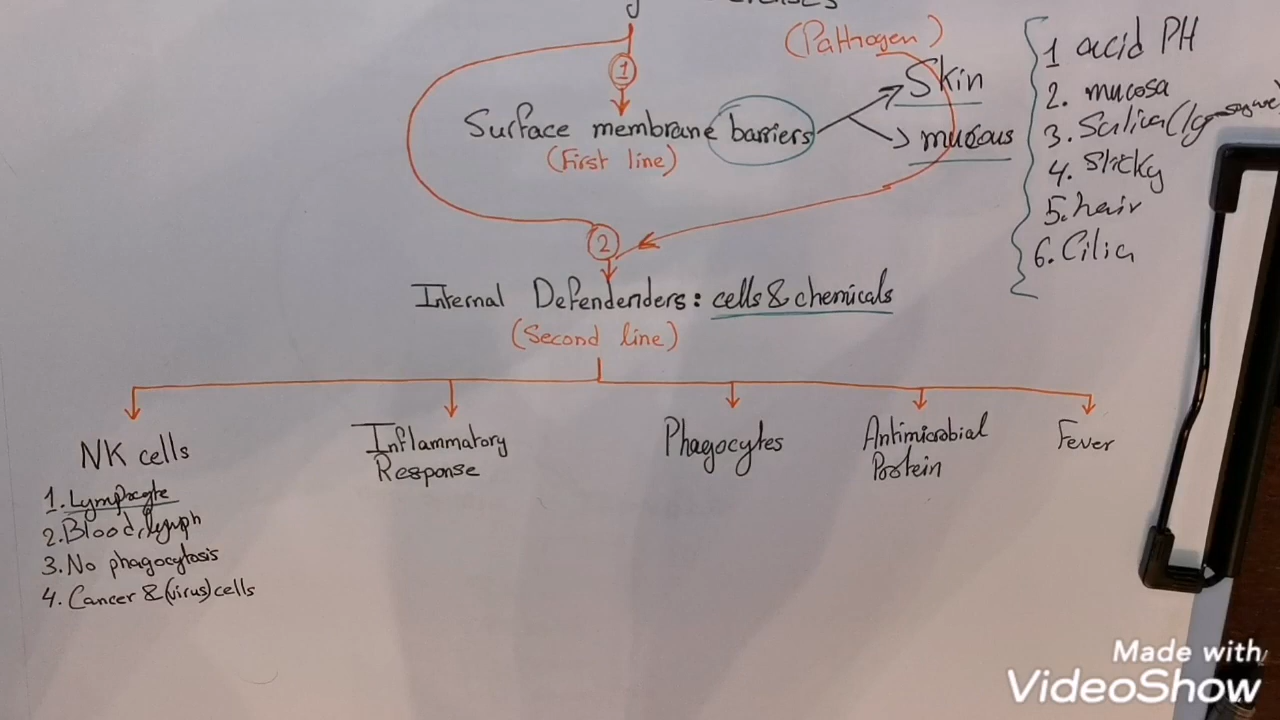 (Pathogen)
1
Surface membrane barriers
(First line)
Skin
mucous
1 acid PH
2. mucosa
3. Saliva(
4. Sticky
5. hair
6. Cilia
2
Internal Defendenders: cells & chemicals
(Second line)
NK cells
1. Lymphocyte
2. Blood, lymph
3. No phagocytosis
4. Cancer & (virus) cells
Inflammatory
Response
Phagocytes
Antimicrobial
Protein
Fever
Made with
VideoShow